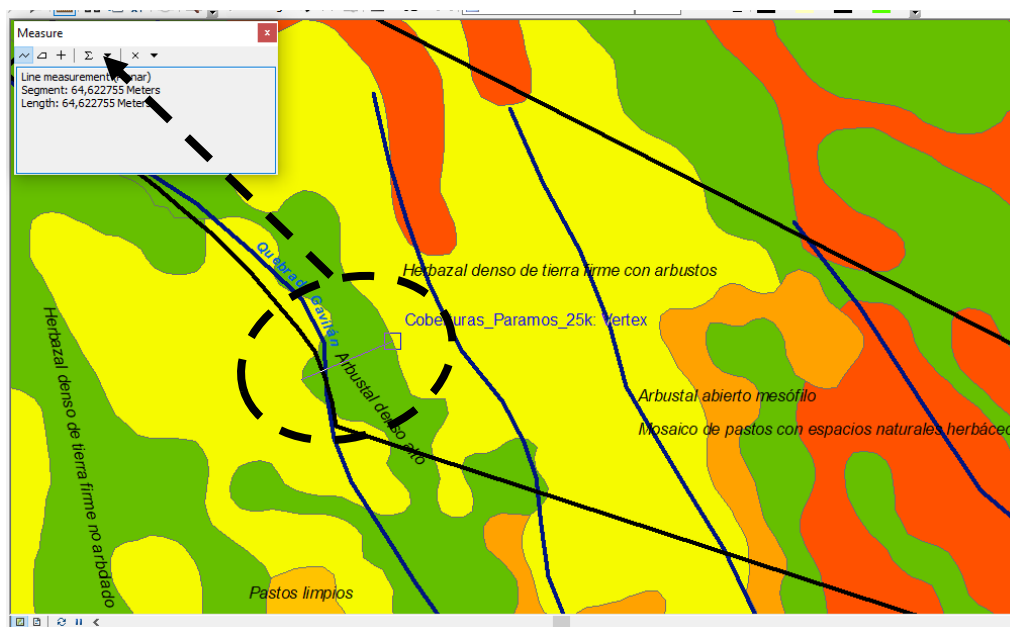 Measure
Line measurement (Planar)
Segment: 64,622755 Meters
Length: 64,622755 Meters
Quebrada Gavilán
Herbazal denso de tierra firme con arbustos
Coberturas_Paramos_25k: Vertex
Arbustal denso alto
Herbazal denso de tierra firme no arbdado
Arbustal abierto mesófilo
Mosaico de pastos con espacios naturales herbáceo
Pastos limpios